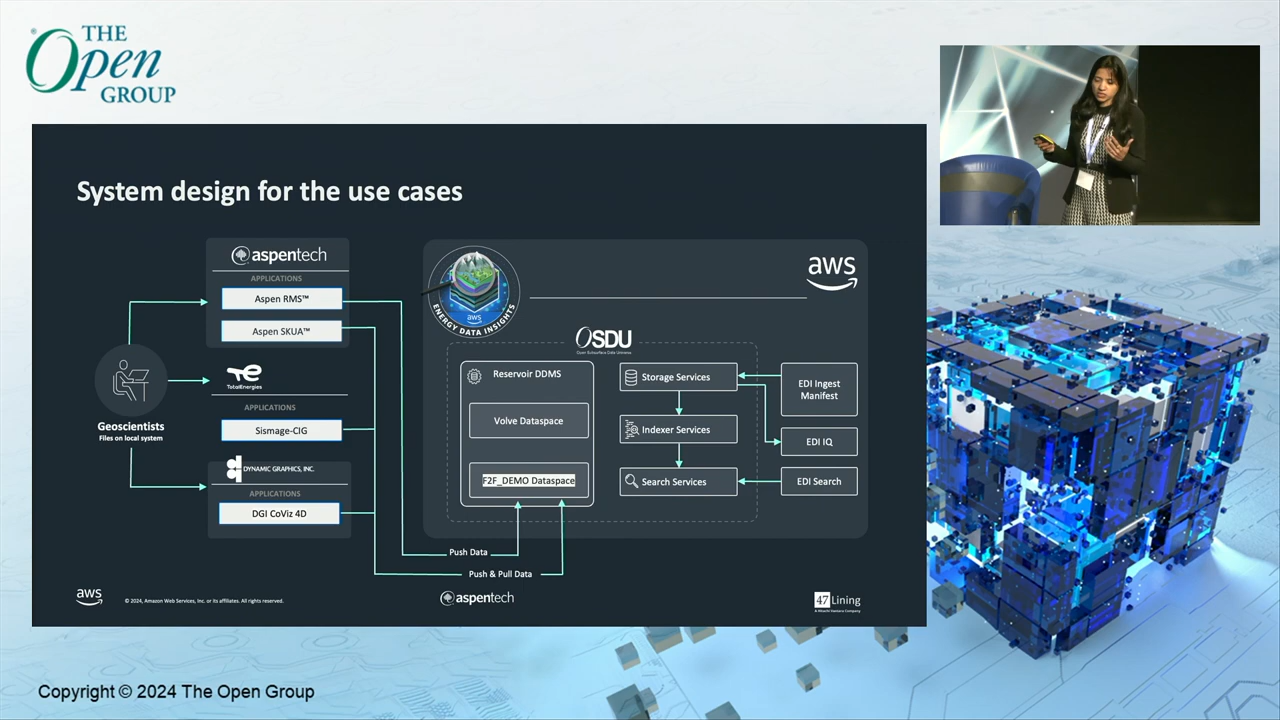 THE
Open
GROUP
System design for the use cases
aspentech
APPLICATIONS
Aspen RMS™
Aspen SKUA™
TotalEnergies
APPLICATIONS
Sismage-CIG
DYNAMIC GRAPHICS, INC.
APPLICATIONS
DGI CoViz 4D
Geoscientists
Files on local system
aws
ENERGY DATA INSIGHTS
aws
OSDU
Open Subsurface Data Universe
Reservoir DDMS
Volve Dataspace
F2F_DEMO Dataspace
Storage Services
Indexer Services
Search Services
EDI Ingest
Manifest
EDI IQ
EDI Search
Push Data
Push & Pull Data
aws
© 2024, Amazon Web Services, Inc. or its affiliates. All rights reserved.
aspentech
47Lining
A Hitachi Vantara Company
Copyright © 2024 The Open Group